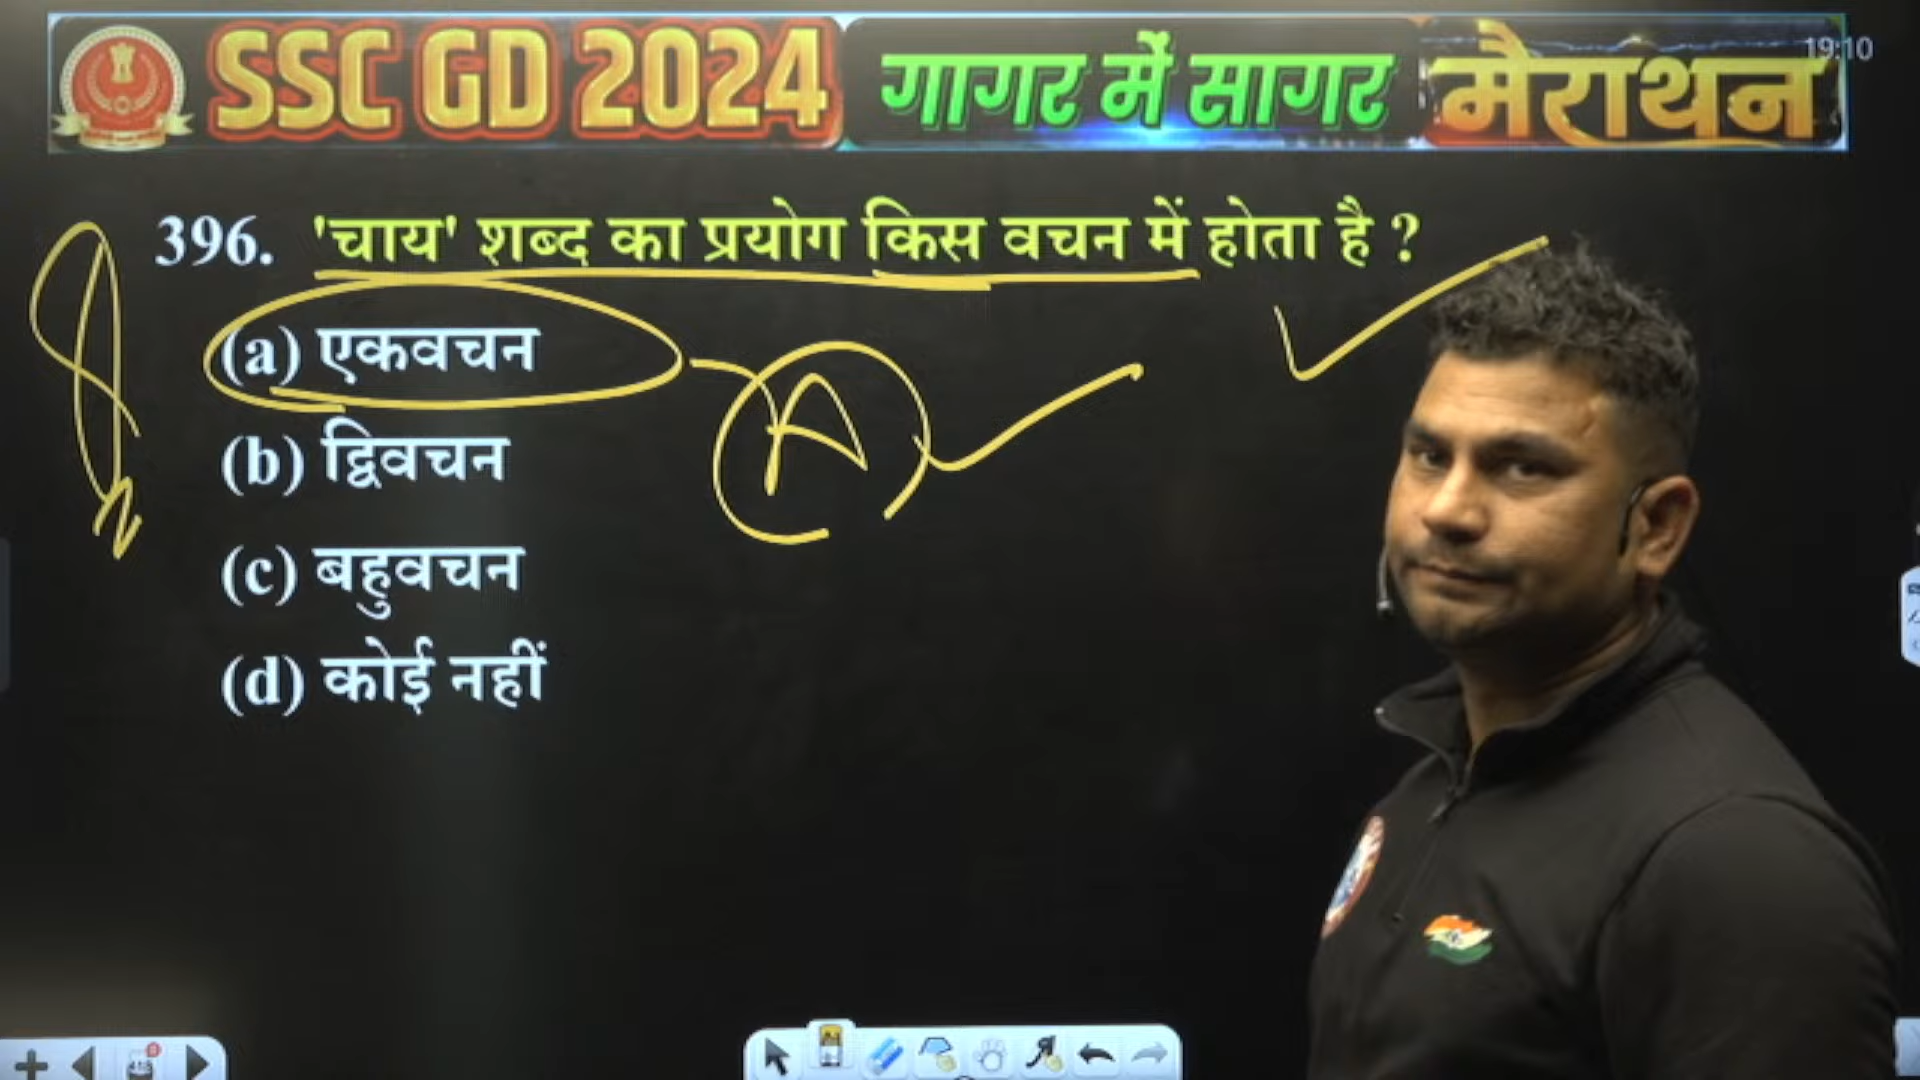 SSC GD 2024 गागर में सागर मैराथन
19:10
396. 'चाय' शब्द का प्रयोग किस वचन में होता है ?
(a) एकवचन
A
(b) द्विवचन
(c) बहुवचन
(d) कोई नहीं